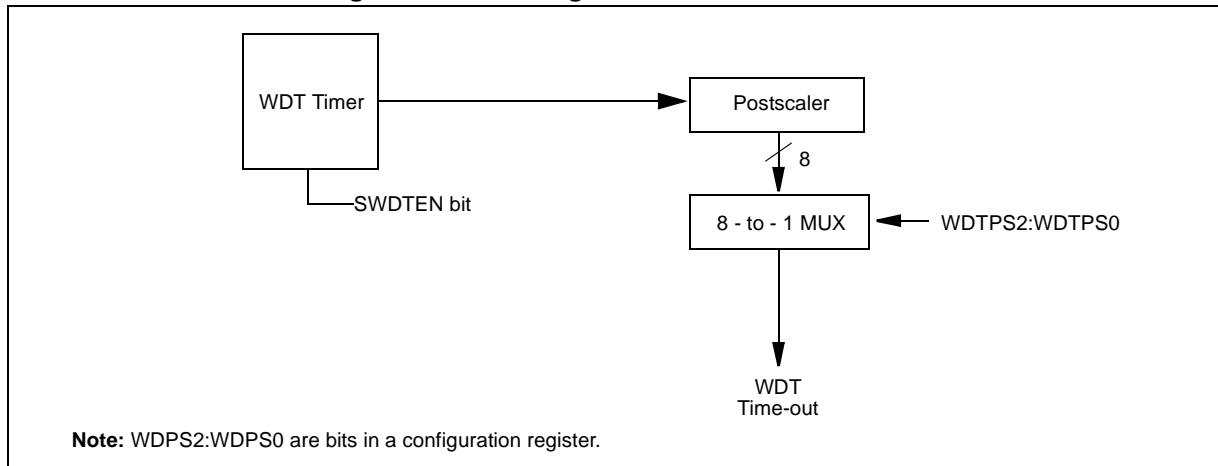 WDT Timer
Postscaler
8
SWDTEN bit
8 - to - 1 MUX
WDTPS2:WDTPS0
WDT
Time-out
Note: WDPS2:WDPS0 are bits in a configuration register.